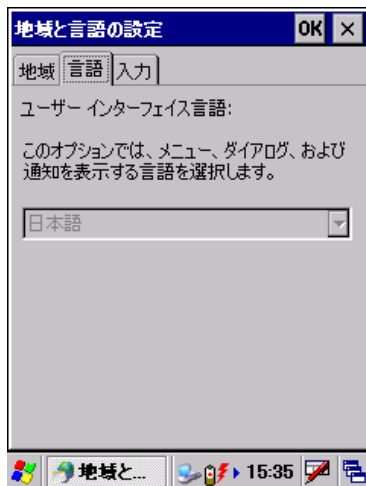 地域と言語の設定 OK ×
地域 言語 入力
ユーザー インターフェイス言語:
このオプションでは、メニュー、ダイアログ、および
通知を表示する言語を選択します。
日本語
地域と... 15:35